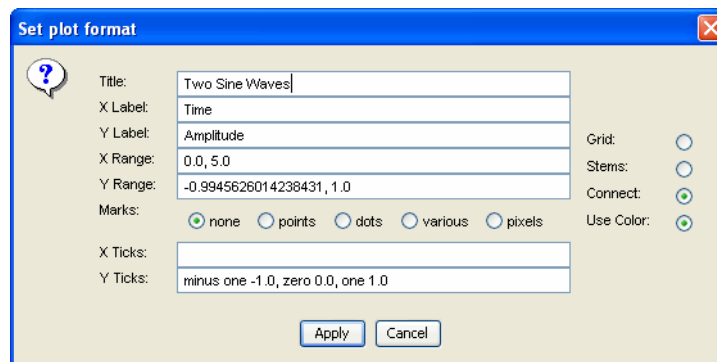 Set plot format
Title: Two Sine Waves
X Label: Time
Y Label: Amplitude
X Range: 0.0, 5.0
Y Range: -0.9945626014238431, 1.0
Marks: none points dots various pixels
X Ticks:
Y Ticks: minus one -1.0, zero 0.0, one 1.0
Grid:
Stems:
Connect:
Use Color:
Apply Cancel